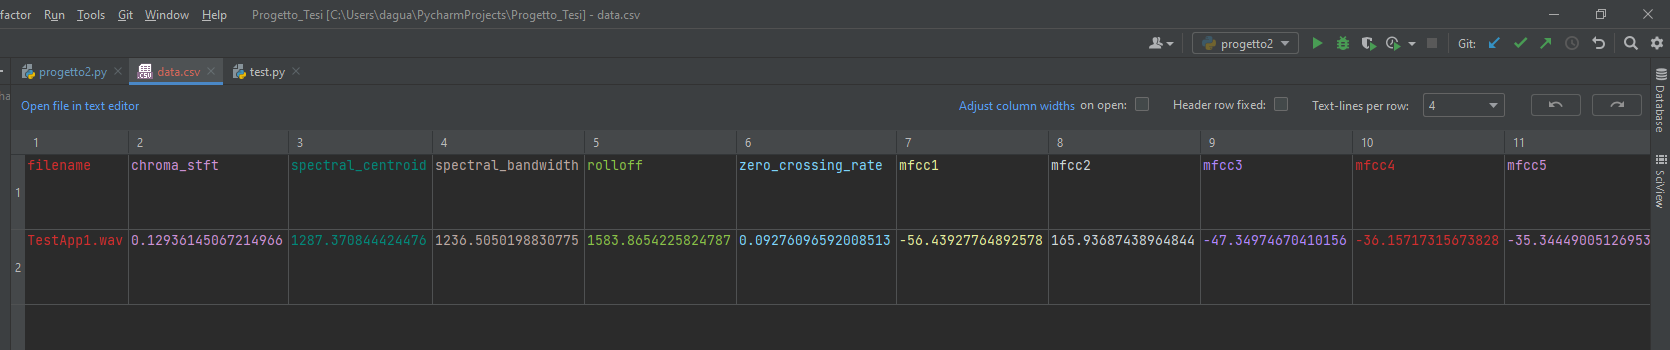 efactor Run Tools Git Window Help Progetto_Tesi [C:\Users\dagua\PycharmProjects\Progetto_Tesi] - data.csv
progetto2 Git:
progetto2.py data.csv test.py
Open file in text editor Adjust column widths on open: Header row fixed: Text-lines per row: 4
1 2 3 4 5 6 7 8 9 10 11
1 filename chroma_stft spectral_centroid spectral_bandwidth rolloff zero_crossing_rate mfcc1 mfcc2 mfcc3 mfcc4 mfcc5
2 TestApp1.wav 0.12936145067214966 1287.370844424476 1236.5050198830775 1583.8654225824787 0.09276096592008513 -56.43927764892578 165.93687438964844 -47.34974670410156 -36.15717315673828 -35.34449005126953
Database
SciView